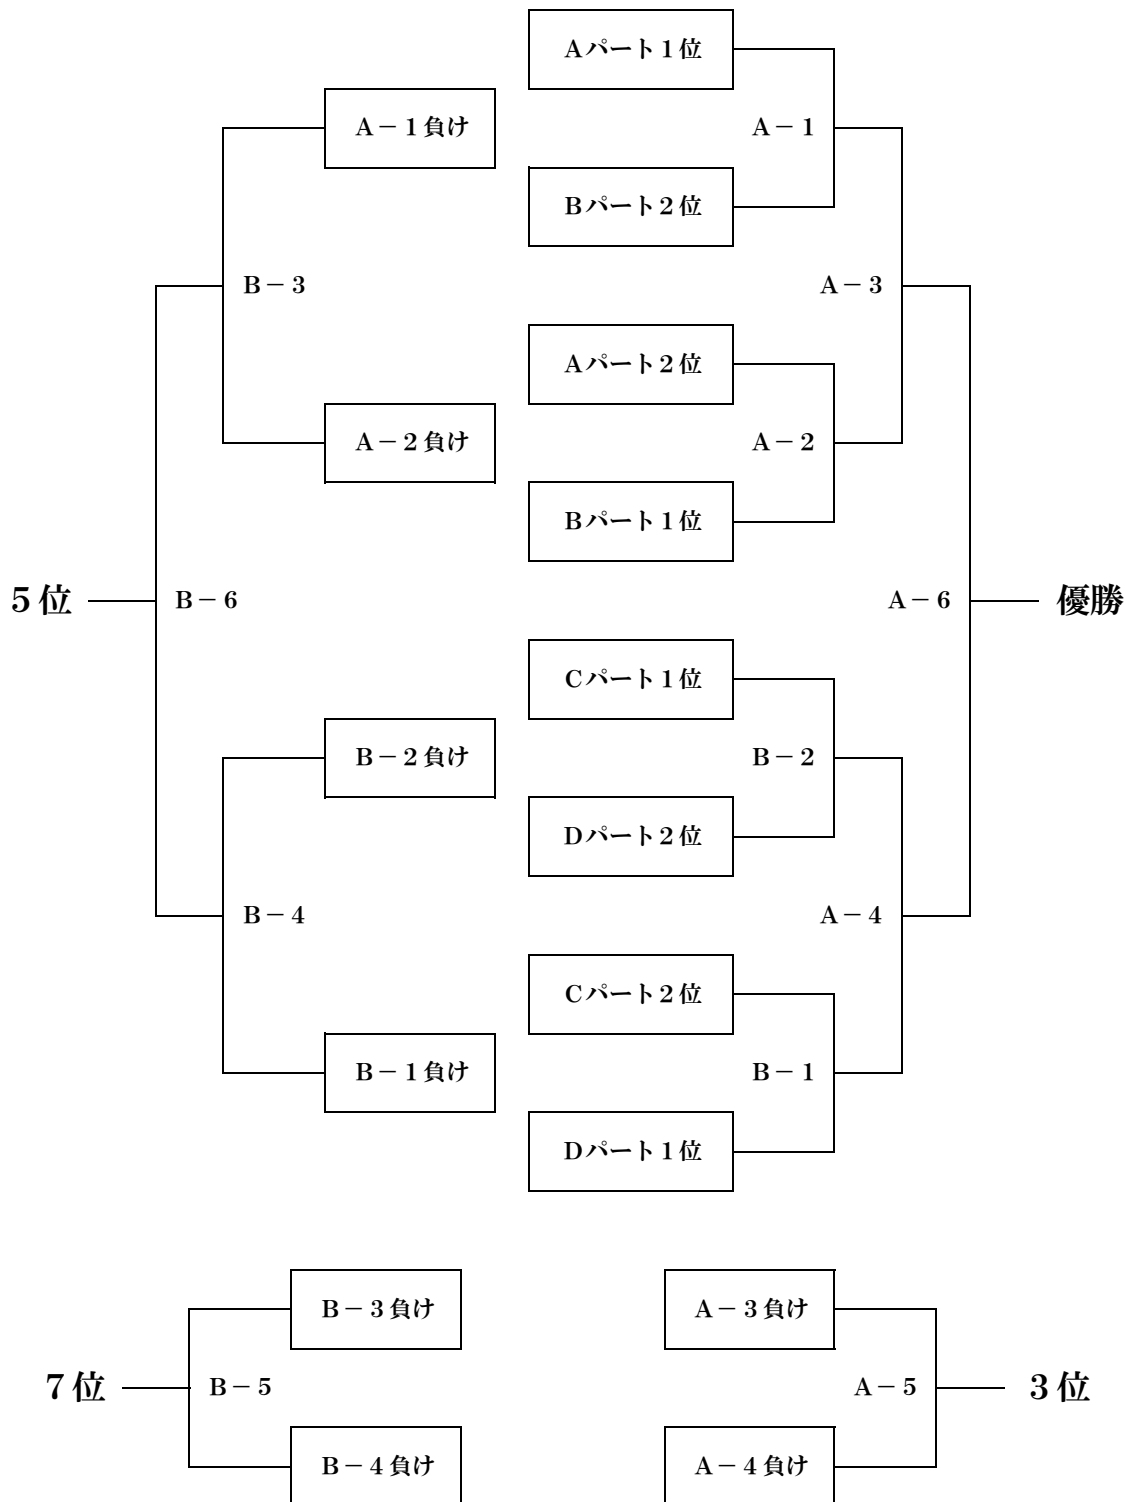 Aパート１位
A－１負け
A－１
Bパート２位
B－３
A－３
Aパート２位
A－２負け
A－２
Bパート１位
５位
B－６
A－６
優勝
Cパート１位
B－２負け
B－２
Dパート２位
B－４
A－４
Cパート２位
B－１負け
B－１
Dパート１位
B－３負け
A－３負け
７位
B－５
A－５
３位
B－４負け
A－４負け